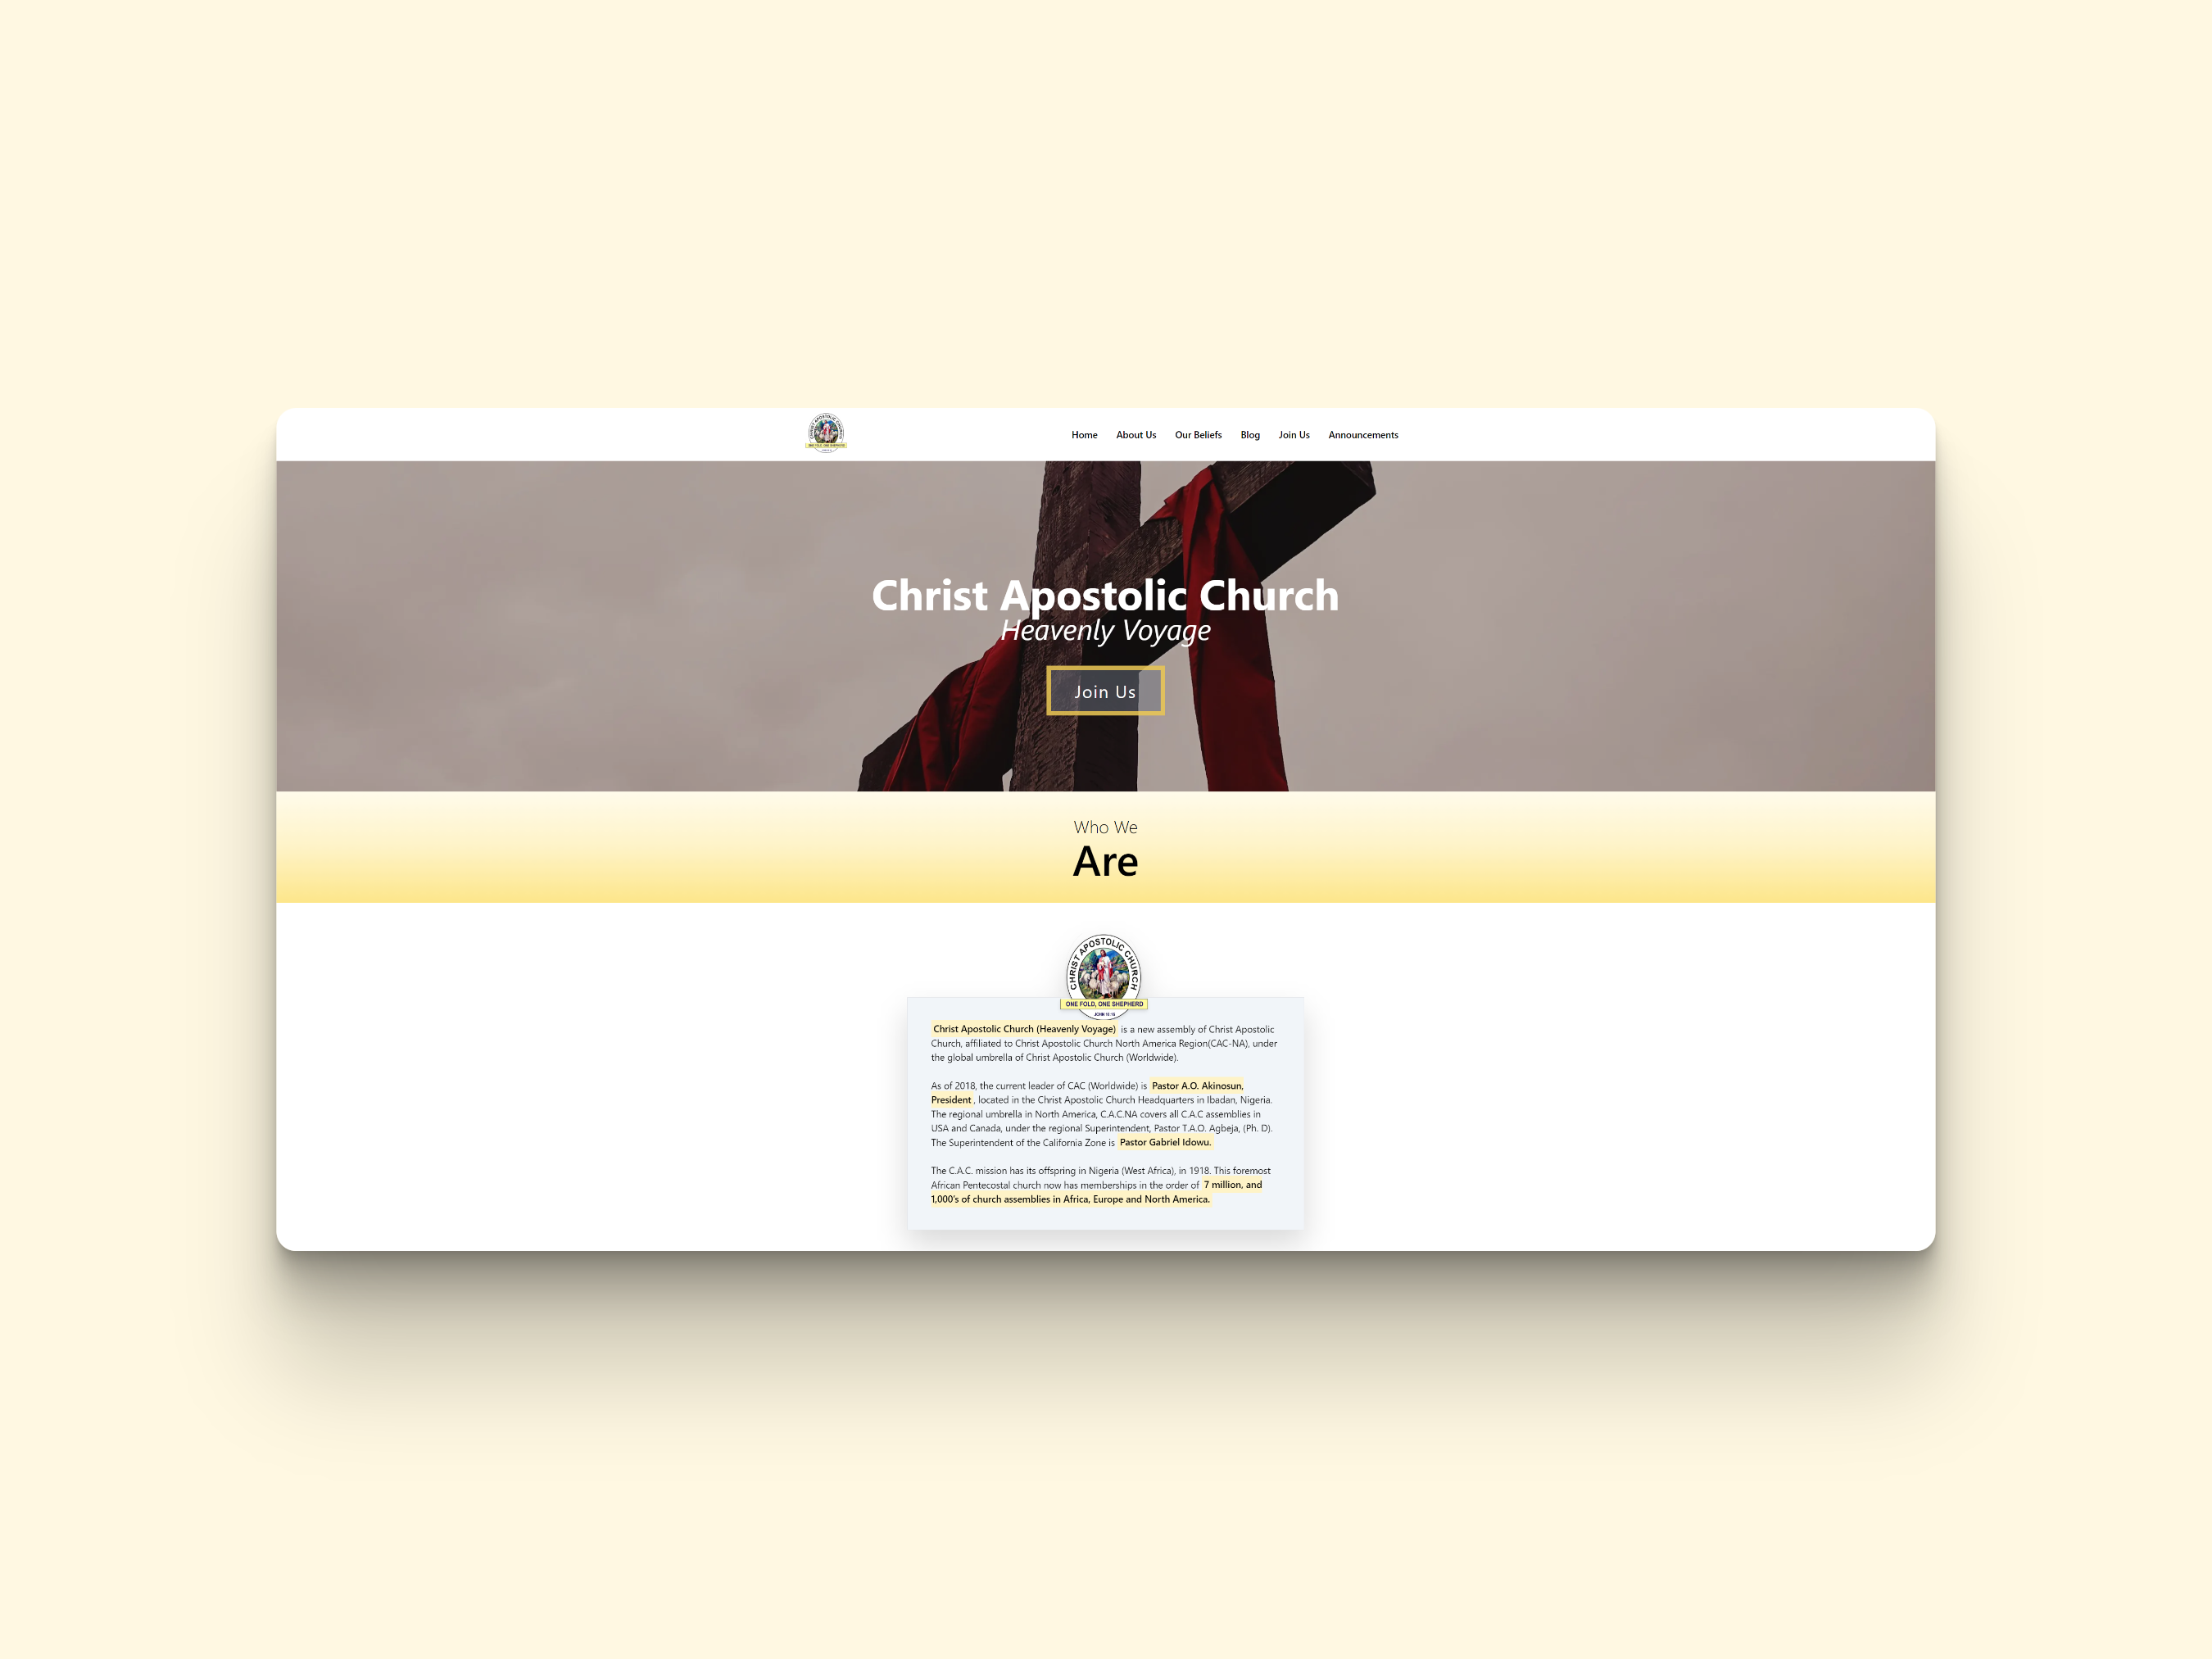 Home About Us Our Beliefs Blog Join Us Announcements
Christ Apostolic Church
Heavenly Voyage
Join Us
Who We
Are
CHRIST APOSTOLIC CHURCH
ONE FOLD, ONE SHEPHERD
Christ Apostolic Church (Heavenly Voyage) is a new assembly of Christ Apostolic
Church, affiliated to Christ Apostolic Church North America Region(CAC-NA), under
the global umbrella of Christ Apostolic Church (Worldwide).
As of 2018, the current leader of CAC (Worldwide) is Pastor A.O. Akinosun,
President , located in the Christ Apostolic Church Headquarters in Ibadan, Nigeria.
The regional umbrella in North America, C.A.C.NA covers all C.A.C assemblies in
USA and Canada, under the regional Superintendent, Pastor T.A.O. Agbeja, (Ph. D).
The Superintendent of the California Zone is Pastor Gabriel Idowu.
The C.A.C. mission has its offspring in Nigeria (West Africa), in 1918. This foremost
African Pentecostal church now has memberships in the order of 7 million, and
1,000's of church assemblies in Africa, Europe and North America.